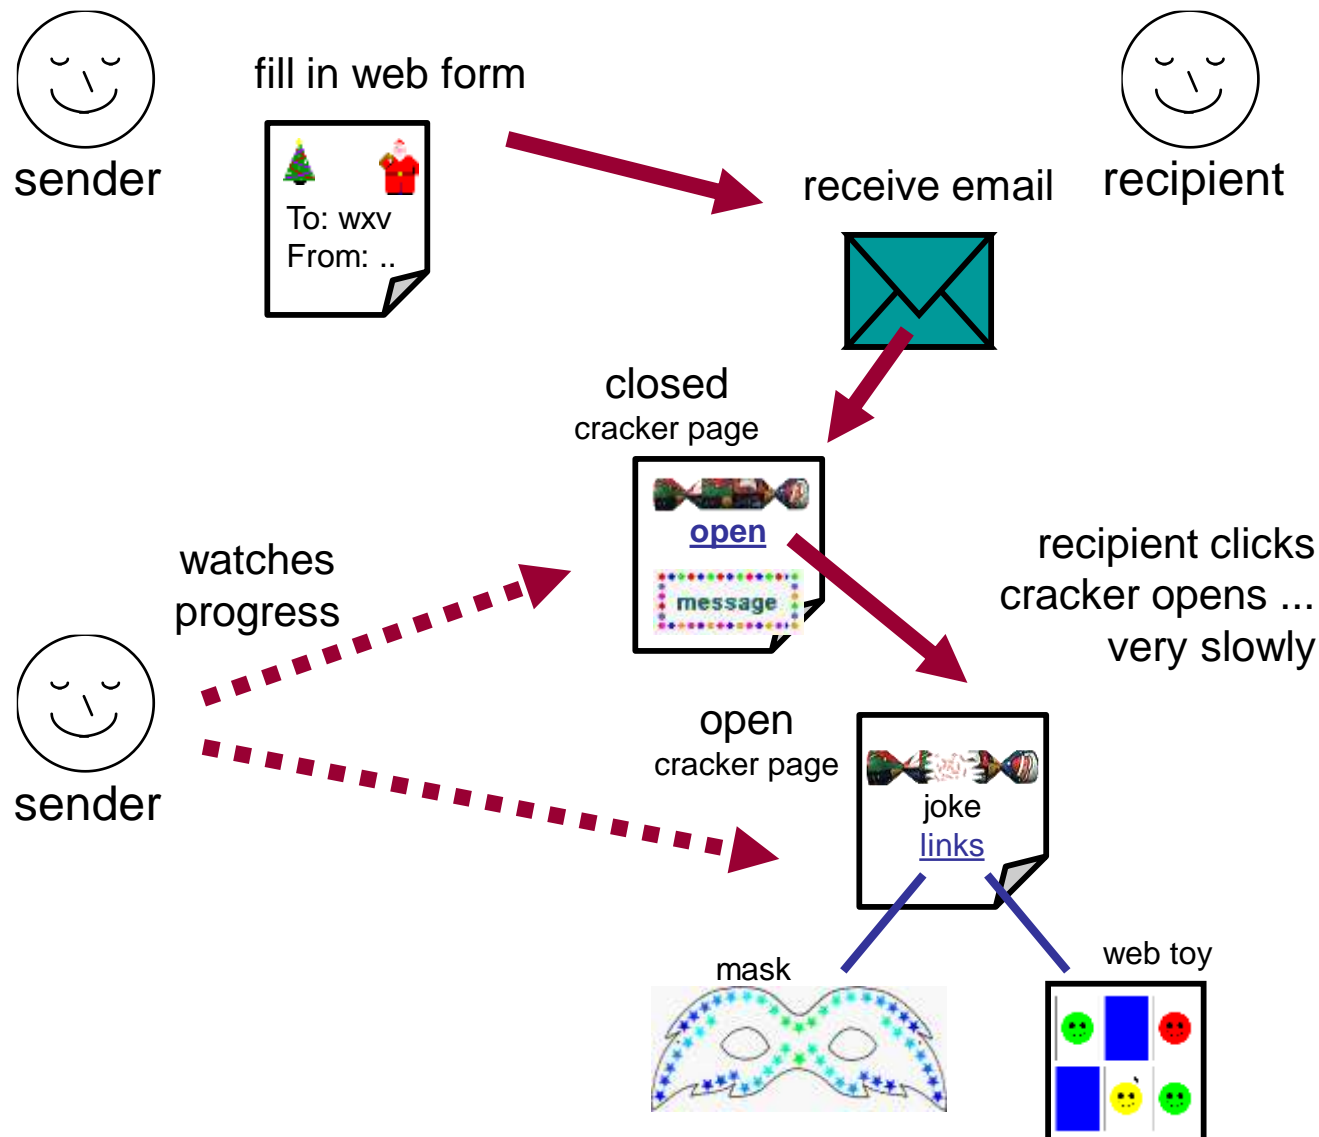 fill in web form
sender
To: wxv
From: ..
receive email
recipient
closed
cracker page
open
message
watches
progress
recipient clicks
cracker opens ...
very slowly
sender
open
cracker page
joke
links
mask
web toy